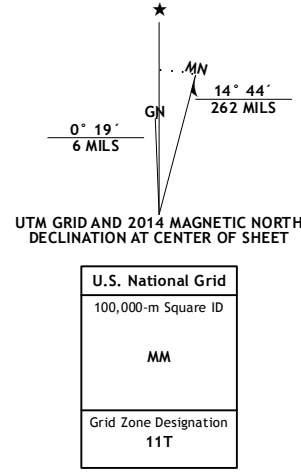 ★
MN
14° 44´
262 MILS
GN
0° 19´
6 MILS
UTM GRID AND 2014 MAGNETIC NORTH
DECLINATION AT CENTER OF SHEET
U.S. National Grid
100,000-m Square ID
MM
Grid Zone Designation
11T